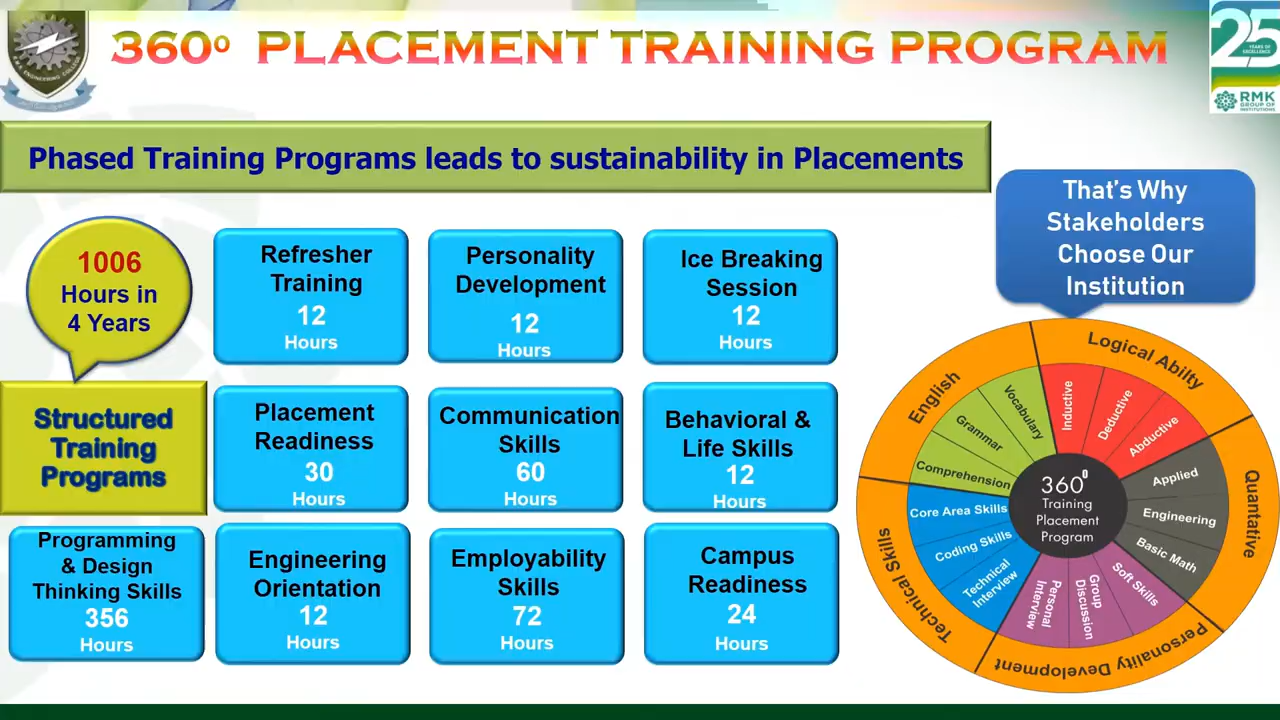 360⁰ PLACEMENT TRAINING PROGRAM
25
YEARS OF
EXCELLENCE
RMK
GROUP OF
INSTITUTIONS
Phased Training Programs leads to sustainability in Placements
That's Why
Stakeholders
Choose Our
Institution
1006
Hours in
4 Years
Structured
Training
Programs
Refresher
Training
12
Hours
Personality
Development
12
Hours
Ice Breaking
Session
12
Hours
Placement
Readiness
30
Hours
Communication
Skills
60
Hours
Behavioral &
Life Skills
12
Hours
Programming
& Design
Thinking Skills
356
Hours
Engineering
Orientation
12
Hours
Employability
Skills
72
Hours
Campus
Readiness
24
Hours
English
Logical Abilty
Quantative
Personality Development
Technical Skills
Comprehension
Grammar
Vocabulary
Inductive
Deductive
Abductive
Applied
Engineering
Basic Math
Soft Skills
Group
Discussion
Personal
Interview
Technical
Interview
Coding Skills
Core Area Skills
360⁰
Training
Placement
Program